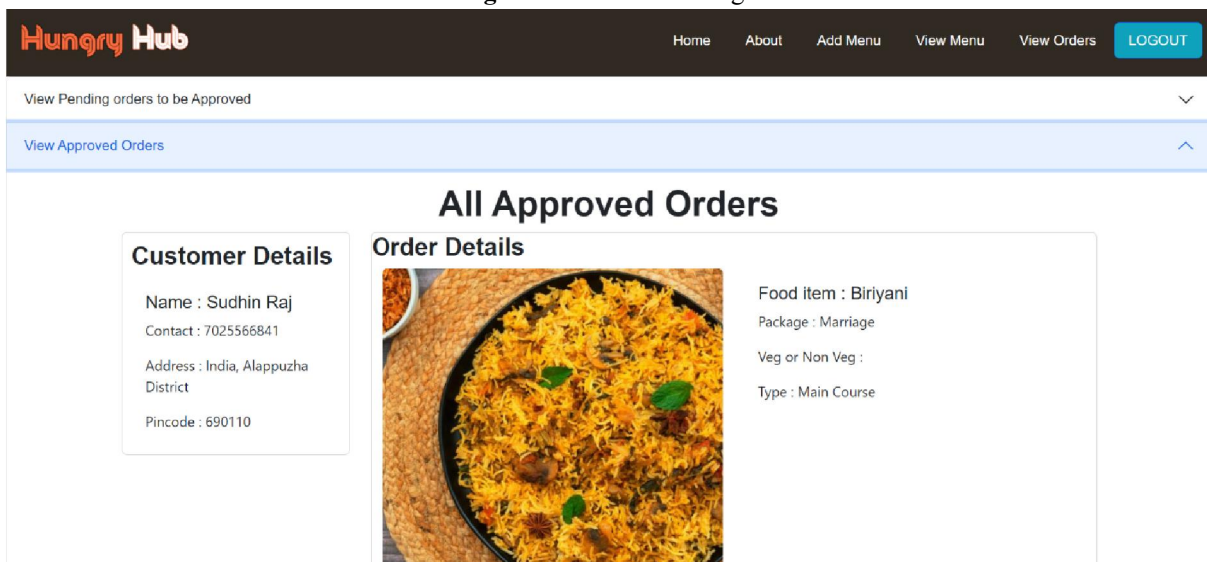 Hungry Hub
Home About Add Menu View Menu View Orders LOGOUT
View Pending orders to be Approved
View Approved Orders
All Approved Orders
Customer Details
Name : Sudhin Raj
Contact : 7025566841
Address : India, Alappuzha
District
Pincode : 690110
Order Details
Food item : Biriyani
Package : Marriage
Veg or Non Veg :
Type : Main Course